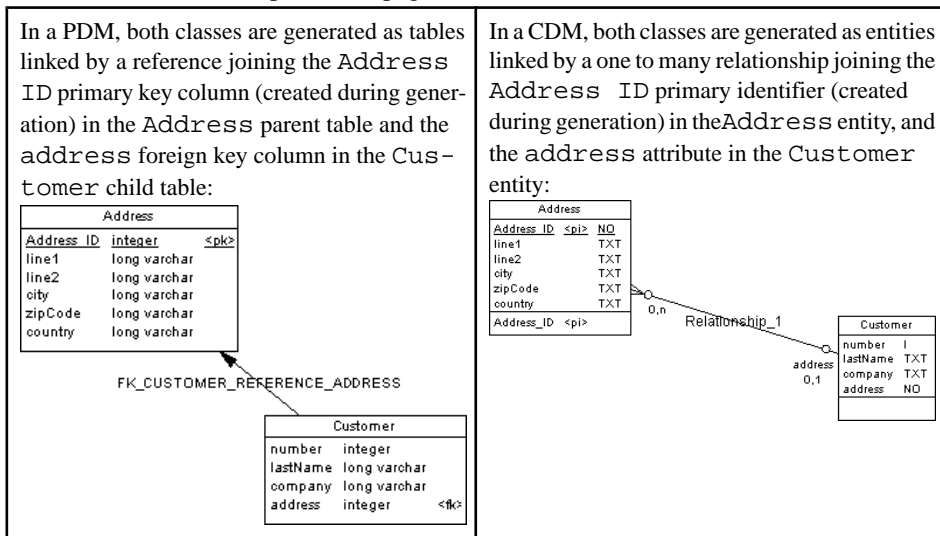 In a PDM, both classes are generated as tables
linked by a reference joining the Address
ID primary key column (created during gener-
ation) in the Address parent table and the
address foreign key column in the Cus-
tomer child table:
Address
Address_ID integer <pk>
line1 long varchar
line2 long varchar
city long varchar
zipCode long varchar
country long varchar
FK_CUSTOMER_REFERENCE_ADDRESS
Customer
number integer
lastName long varchar
company long varchar
address integer <fk>
In a CDM, both classes are generated as entities
linked by a one to many relationship joining the
Address ID primary identifier (created
during generation) in theAddress entity, and
the address attribute in the Customer
entity:
Address
Address_ID <pi> NO
line1 TXT
line2 TXT
city TXT
zipCode TXT
country TXT
Address_ID <pi>
0,n
Relationship_1
address
0,1
Customer
number I
lastName TXT
company TXT
address NO